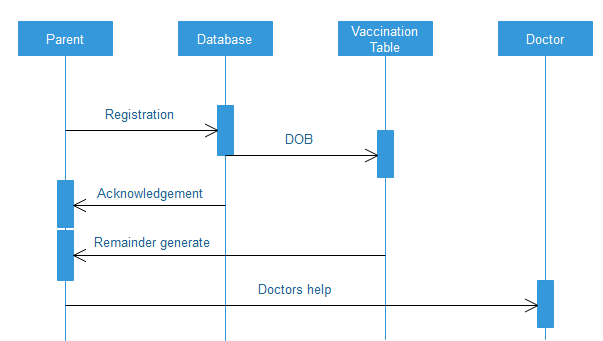 Parent
Database
Vaccination
Table
Doctor
Registration
DOB
Acknowledgement
Remainder generate
Doctors help